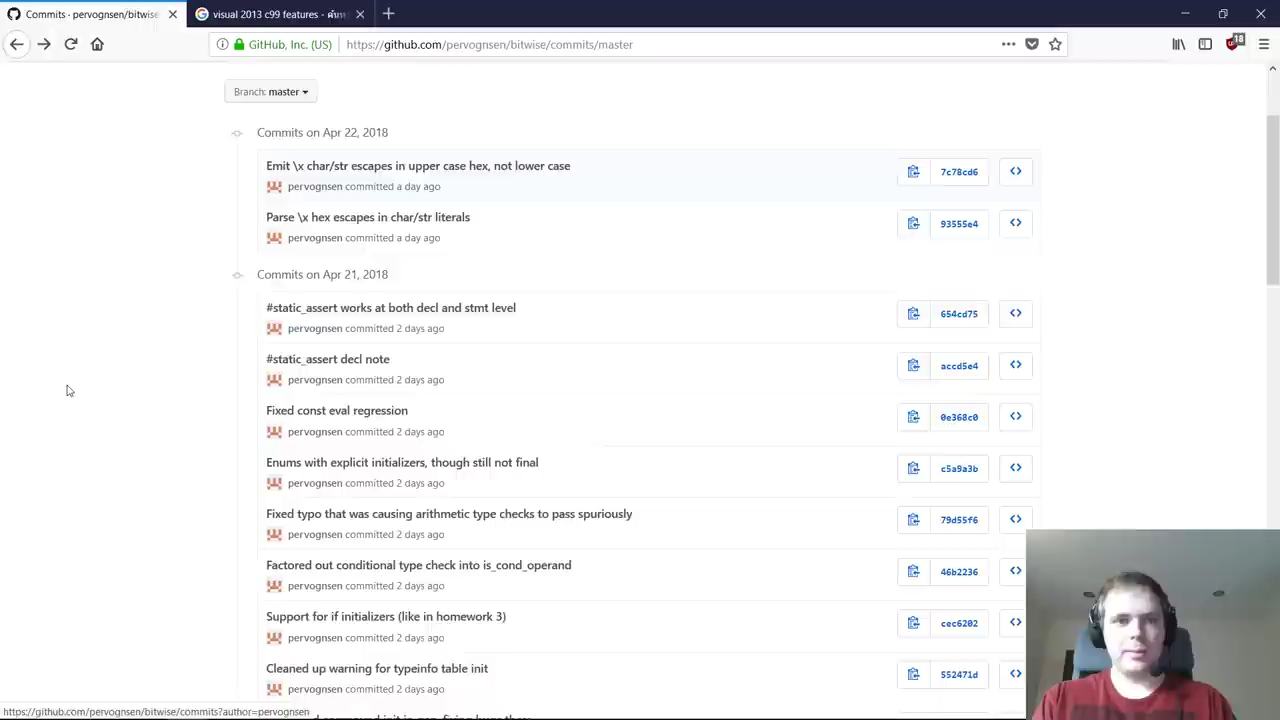 Commits · pervognsen/bitwise
visual 2013 c99 features - ค้นห
GitHub, Inc. (US)
https://github.com/pervognsen/bitwise/commits/master
18
Branch: master
Commits on Apr 22, 2018
Emit \x char/str escapes in upper case hex, not lower case
7c78cd6
pervognsen committed a day ago
Parse \x hex escapes in char/str literals
93555e4
pervognsen committed a day ago
Commits on Apr 21, 2018
#static_assert works at both decl and stmt level
654cd75
pervognsen committed 2 days ago
#static_assert decl note
accd5e4
pervognsen committed 2 days ago
Fixed const eval regression
0e368c0
pervognsen committed 2 days ago
Enums with explicit initializers, though still not final
c5a9a3b
pervognsen committed 2 days ago
Fixed typo that was causing arithmetic type checks to pass spuriously
79d55f6
pervognsen committed 2 days ago
Factored out conditional type check into is_cond_operand
46b2236
pervognsen committed 2 days ago
Support for if initializers (like in homework 3)
cec6202
pervognsen committed 2 days ago
Cleaned up warning for typeinfo table init
552471d
pervognsen committed 2 days ago
https://github.com/pervognsen/bitwise/commits?author=pervognsen